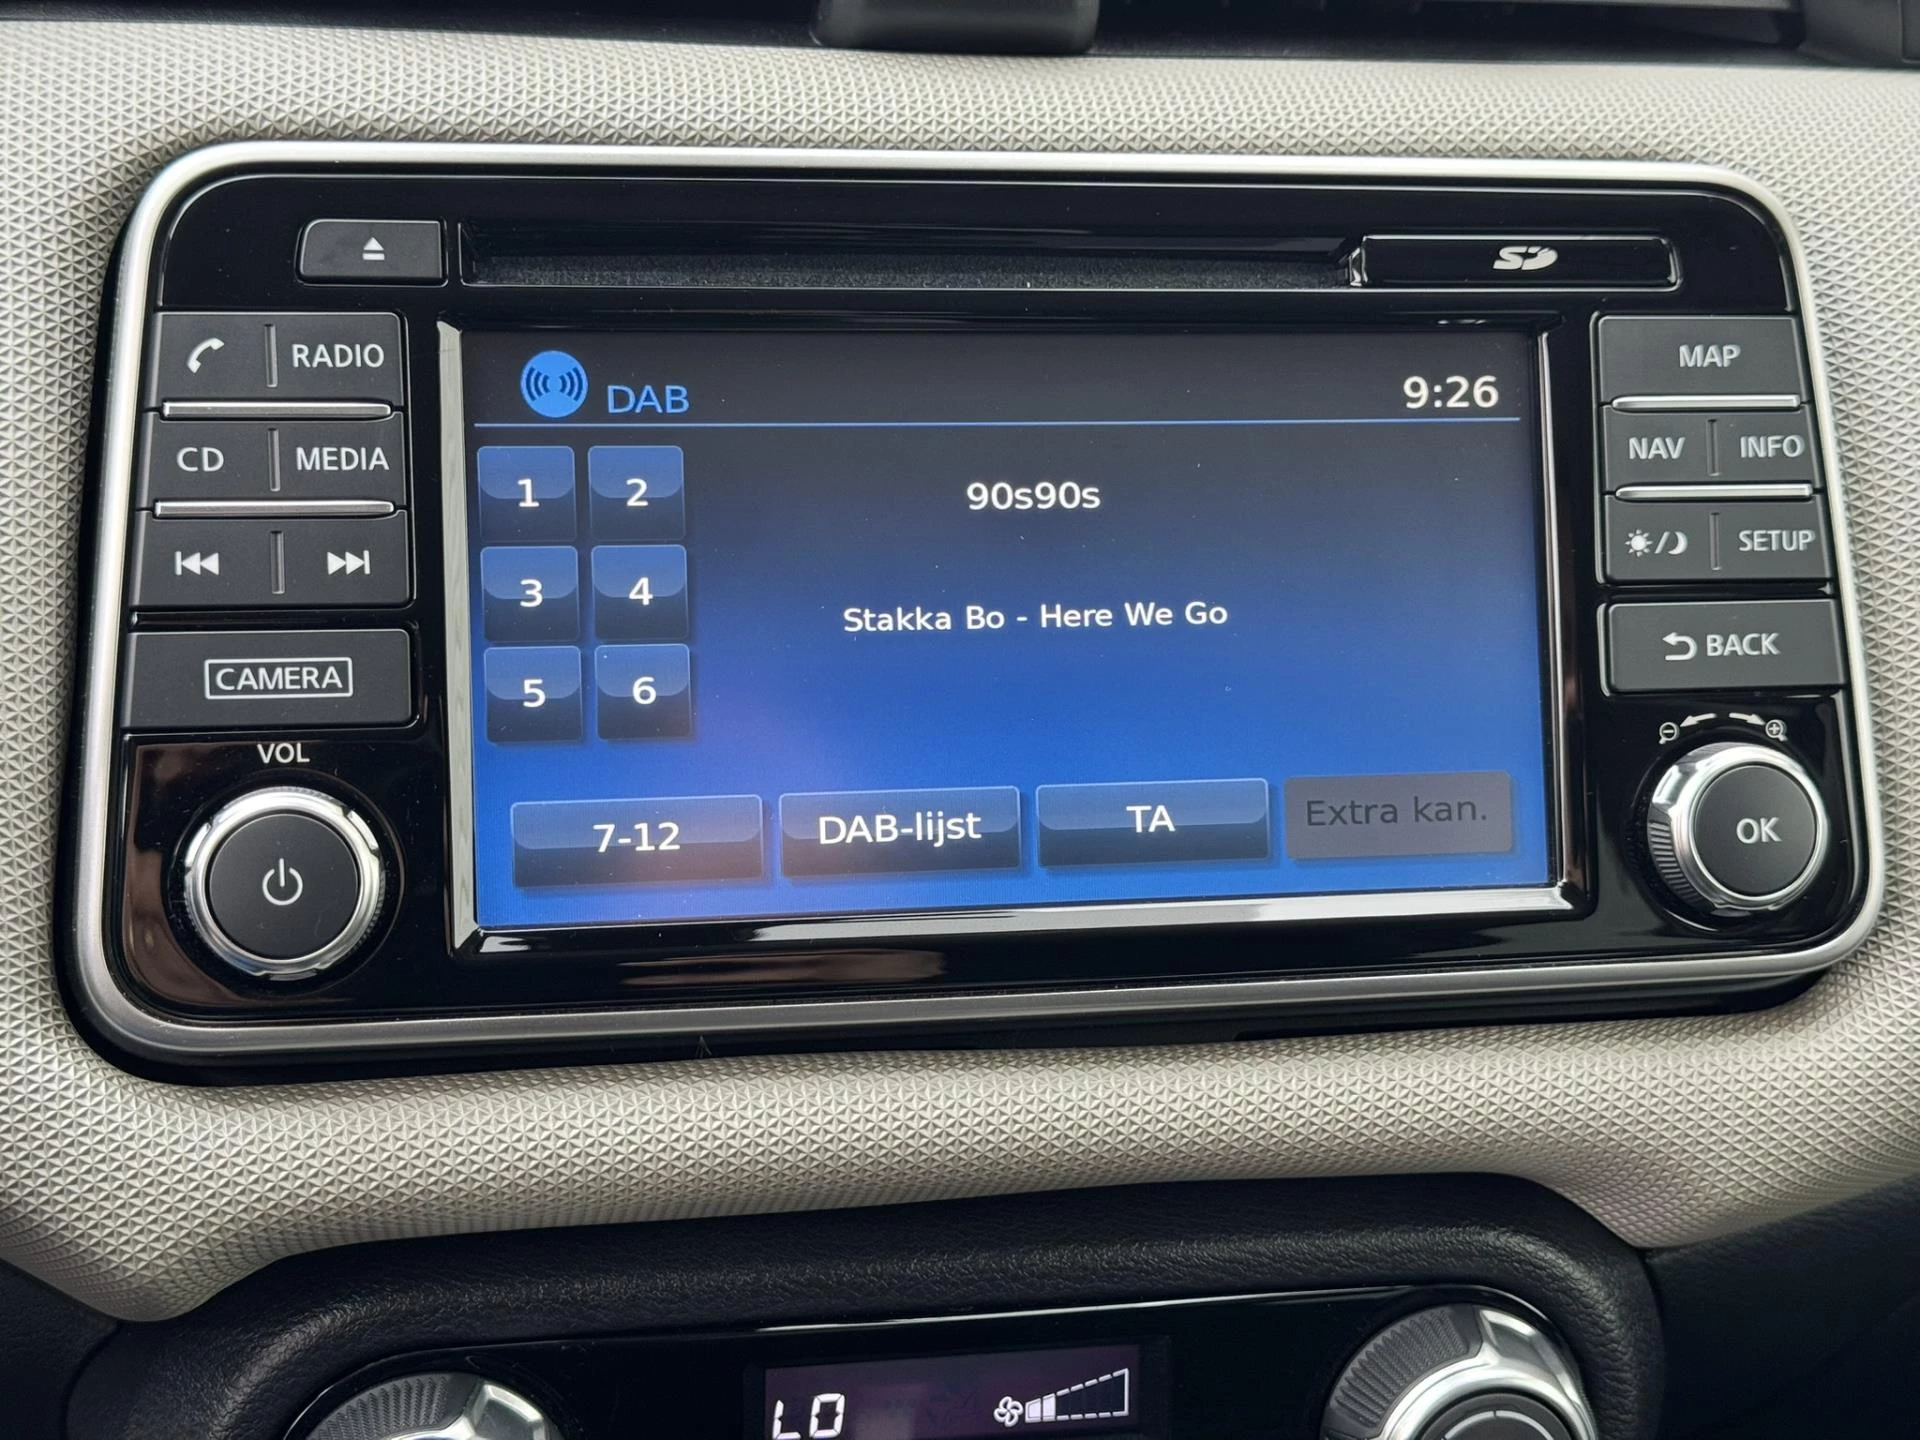 SD
RADIO
CD
MEDIA
CAMERA
VOL
DAB
9:26
1
2
3
4
5
6
90s90s
Stakka Bo - Here We Go
7-12
DAB-lijst
TA
Extra kan.
MAP
NAV
INFO
SETUP
BACK
OK
LO